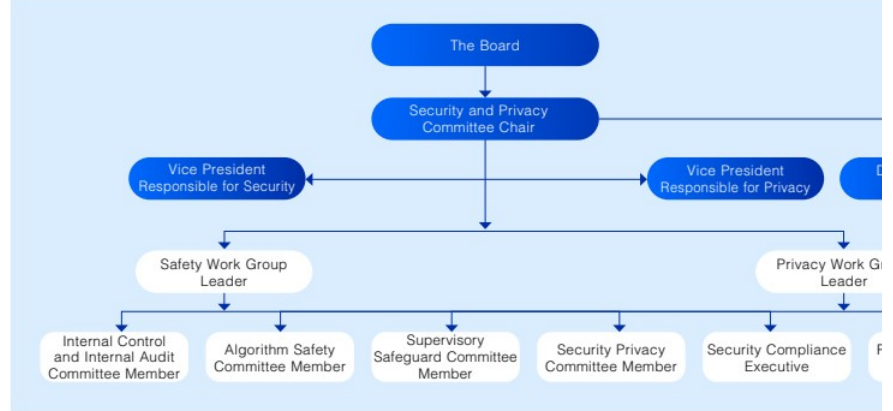 The Board
Security and Privacy
Committee Chair
Vice President
Responsible for Security
Vice President
Responsible for Privacy
Safety Work Group
Leader
Privacy Work
Leader
Internal Control
and Internal Audit
Committee Member
Algorithm Safety
Committee Member
Supervisory
Safeguard Committee
Member
Security Privacy
Committee Member
Security Compliance
Executive